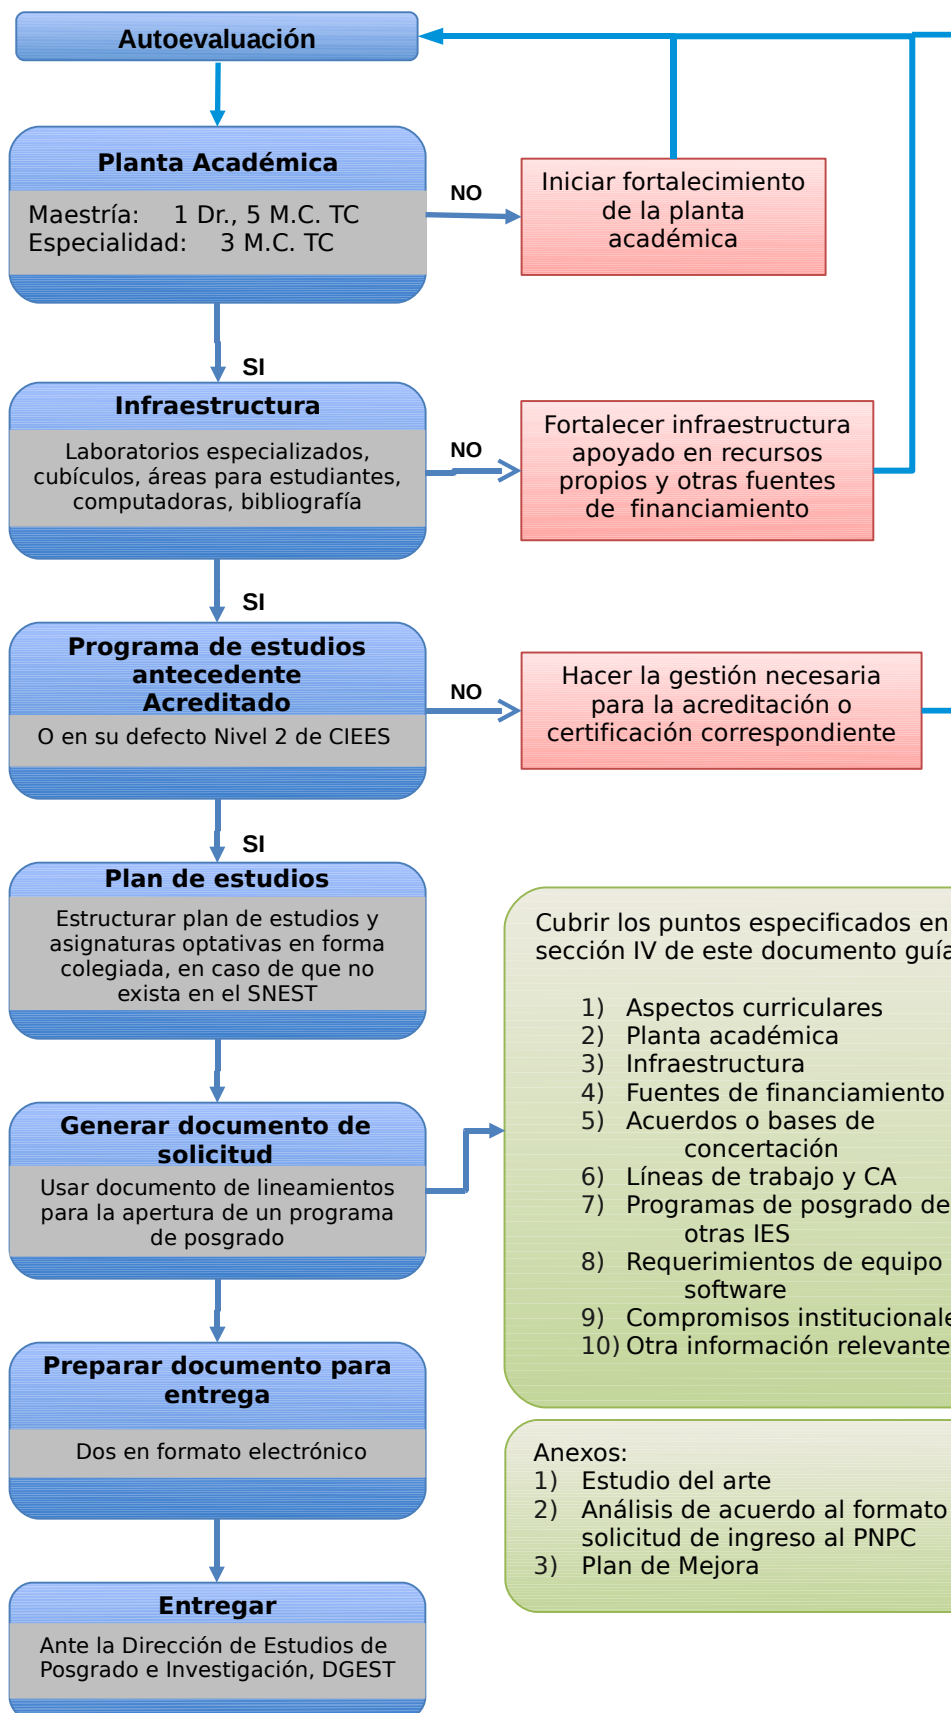 Autoevaluación
Planta Académica
Maestría: 1 Dr., 5 M.C. TC
Especialidad: 3 M.C. TC
NO
Iniciar fortalecimiento
de la planta
académica
SI
Infraestructura
Laboratorios especializados,
cubículos, áreas para estudiantes,
computadoras, bibliografía
NO
Fortalecer infraestructura
apoyado en recursos
propios y otras fuentes
de financiamiento
SI
Programa de estudios
antecedente
Acreditado
O en su defecto Nivel 2 de CIEES
NO
Hacer la gestión necesaria
para la acreditación o
certificación correspondiente
SI
Plan de estudios
Estructurar plan de estudios y
asignaturas optativas en forma
colegiada, en caso de que no
exista en el SNEST
Generar documento de
solicitud
Usar documento de lineamientos
para la apertura de un programa
de posgrado
Cubrir los puntos especificados en
sección IV de este documento guía
1) Aspectos curriculares
2) Planta académica
3) Infraestructura
4) Fuentes de financiamiento
5) Acuerdos o bases de
concertación
6) Líneas de trabajo y CA
7) Programas de posgrado de
otras IES
8) Requerimientos de equipo
software
9) Compromisos institucionale
10) Otra información relevante
Preparar documento para
entrega
Dos en formato electrónico
Anexos:
1) Estudio del arte
2) Análisis de acuerdo al formato
solicitud de ingreso al PNPC
3) Plan de Mejora
Entregar
Ante la Dirección de Estudios de
Posgrado e Investigación, DGEST